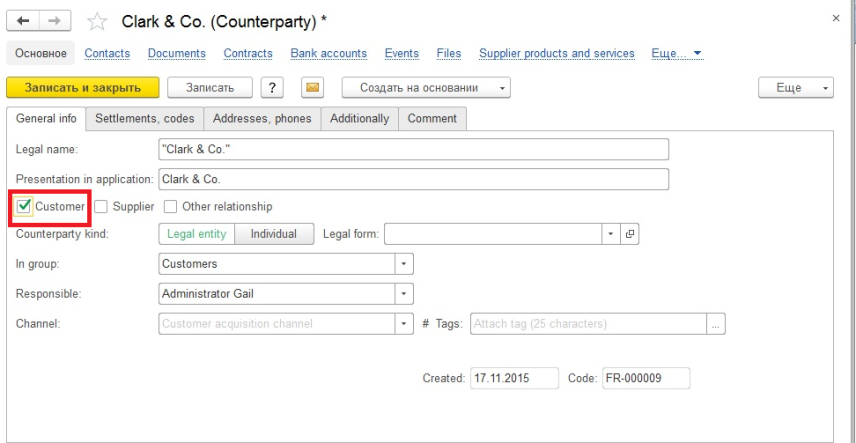 Clark & Co. (Counterparty) *
Основное Contacts Documents Contracts Bank accounts Events Files Supplier products and services Еще...
Записать и закрыть Записать ? Создать на основании Еще
General info Settlements, codes Addresses, phones Additionally Comment
Legal name: "Clark & Co."
Presentation in application: Clark & Co.
Customer Supplier Other relationship
Counterparty kind: Legal entity Individual Legal form:
In group: Customers
Responsible: Administrator Gail
Channel: Customer acquisition channel # Tags: Attach tag (25 characters) ...
Created: 17.11.2015 Code: FR-000009